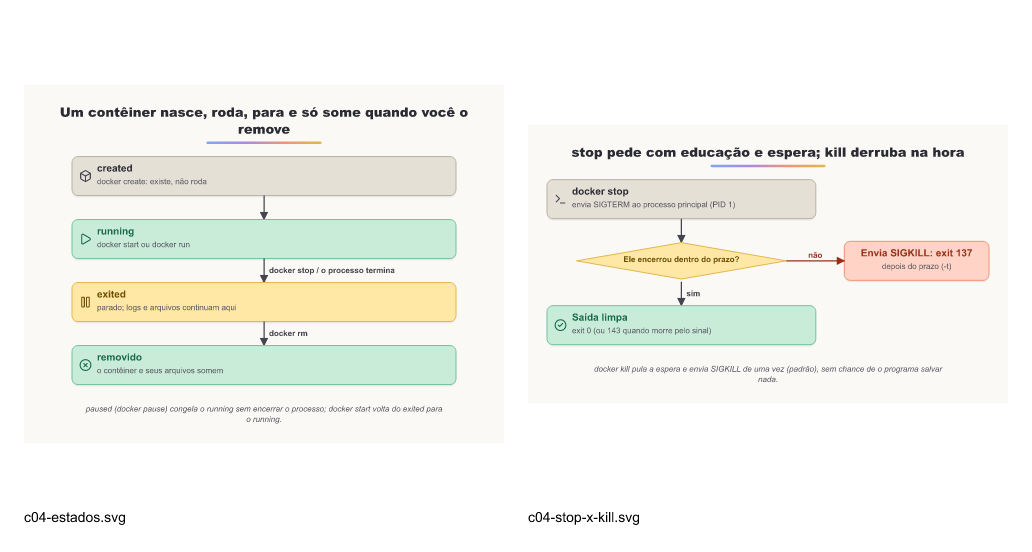 Um contêiner nasce, roda, para e só some quando você o
remove
created
docker create: existe, não roda
running
docker start ou docker run
docker stop / o processo termina
exited
parado; logs e arquivos continuam aqui
docker rm
removido
o contêiner e seus arquivos somem
paused (docker pause) congela o running sem encerrar o processo; docker start volta do exited para
o running.
c04-estados.svg
stop pede com educação e espera; kill derruba na hora
docker stop
envia SIGTERM ao processo principal (PID 1)
Ele encerrou dentro do prazo?
não
Envia SIGKILL: exit 137
depois do prazo (-t)
sim
Saída limpa
exit 0 (ou 143 quando morre pelo sinal)
docker kill pula a espera e envia SIGKILL de uma vez (padrão), sem chance de o programa salvar
nada.
c04-stop-x-kill.svg